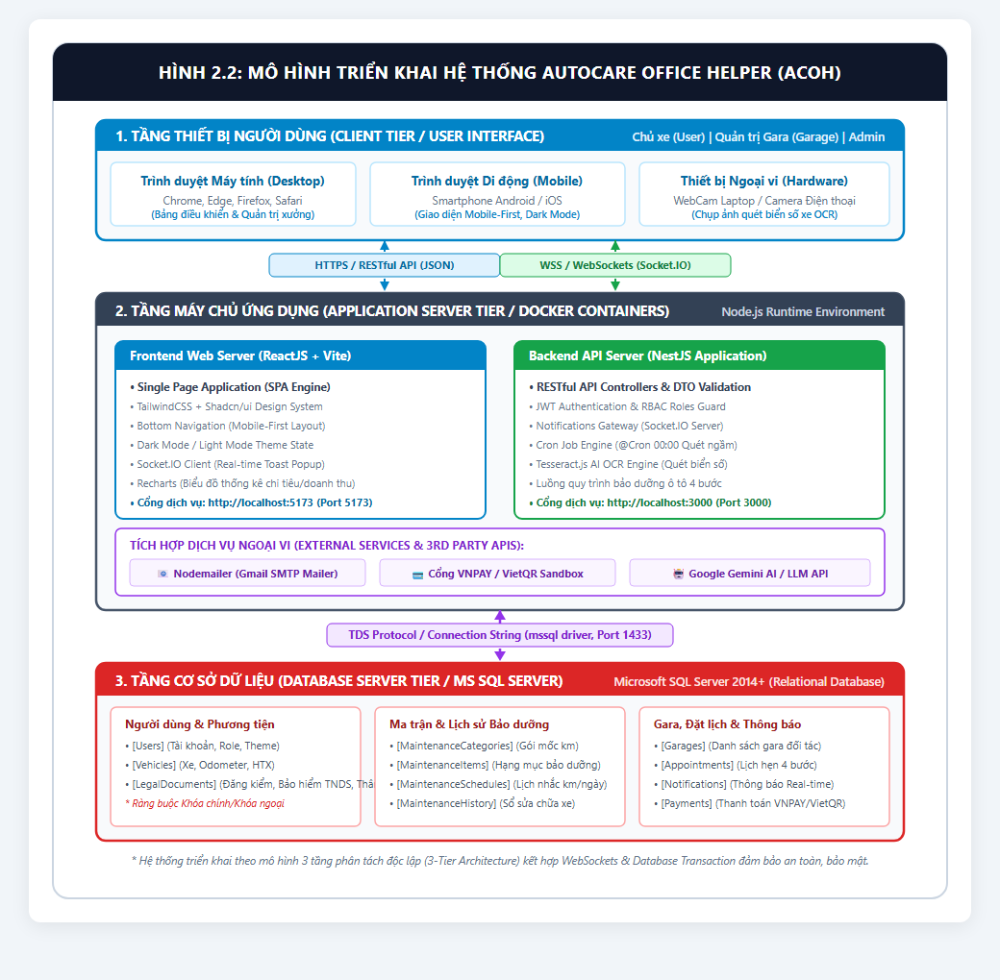 HÌNH 2.2: MÔ HÌNH TRIỂN KHAI HỆ THỐNG AUTOCARE OFFICE HELPER (ACOH)
1. TẦNG THIẾT BỊ NGƯỜI DÙNG (CLIENT TIER / USER INTERFACE)
Chủ xe (User) | Quản trị Gara (Garage) | Admin
Trình duyệt Máy tính (Desktop)
Chrome, Edge, Firefox, Safari
(Bảng điều khiển & Quản trị xưởng)
Trình duyệt Di động (Mobile)
Smartphone Android / iOS
(Giao diện Mobile-First, Dark Mode)
Thiết bị Ngoại vi (Hardware)
WebCam Laptop / Camera Điện thoại
(Chụp ảnh quét biển số xe OCR)
HTTPS / RESTful API (JSON)
WSS / WebSockets (Socket.IO)
2. TẦNG MÁY CHỦ ỨNG DỤNG (APPLICATION SERVER TIER / DOCKER CONTAINERS)
Node.js Runtime Environment
Frontend Web Server (ReactJS + Vite)
• Single Page Application (SPA Engine)
• TailwindCSS + Shadcn/ui Design System
• Bottom Navigation (Mobile-First Layout)
• Dark Mode / Light Mode Theme State
• Socket.IO Client (Real-time Toast Popup)
• Recharts (Biểu đồ thống kê chi tiêu/doanh thu)
• Cổng dịch vụ: http://localhost:5173 (Port 5173)
Backend API Server (NestJS Application)
• RESTful API Controllers & DTO Validation
• JWT Authentication & RBAC Roles Guard
• Notifications Gateway (Socket.IO Server)
• Cron Job Engine (@Cron 00:00 Quét ngầm)
• Tesseract.js AI OCR Engine (Quét biển số)
• Luồng quy trình bảo dưỡng ô tô 4 bước
• Cổng dịch vụ: http://localhost:3000 (Port 3000)
TÍCH HỢP DỊCH VỤ NGOẠI VI (EXTERNAL SERVICES & 3RD PARTY APIS):
Nodemailer (Gmail SMTP Mailer)
Cổng VNPAY / VietQR Sandbox
Google Gemini AI / LLM API
TDS Protocol / Connection String (mssql driver, Port 1433)
3. TẦNG CƠ SỞ DỮ LIỆU (DATABASE SERVER TIER / MS SQL SERVER)
Microsoft SQL Server 2014+ (Relational Database)
Người dùng & Phương tiện
• [Users] (Tài khoản, Role, Theme)
• [Vehicles] (Xe, Odometer, HTX)
• [LegalDocuments] (Đăng kiểm, Bảo hiểm TNDS,
* Ràng buộc Khóa chính/Khóa ngoại
Ma trận & Lịch sử Bảo dưỡng
• [MaintenanceCategories] (Gói mốc km)
• [MaintenanceItems] (Hạng mục bảo dưỡng)
• [MaintenanceSchedules] (Lịch nhắc km/ngày)
• [MaintenanceHistory] (Sổ sửa chữa xe)
Gara, Đặt lịch & Thông báo
• [Garages] (Danh sách gara đối tác)
• [Appointments] (Lịch hẹn 4 bước)
• [Notifications] (Thông báo Real-time)
• [Payments] (Thanh toán VNPAY/VietQR)
* Hệ thống triển khai theo mô hình 3 tầng phân tách độc lập (3-Tier Architecture) kết hợp WebSockets & Database Transaction đảm bảo an toàn, bảo mật.